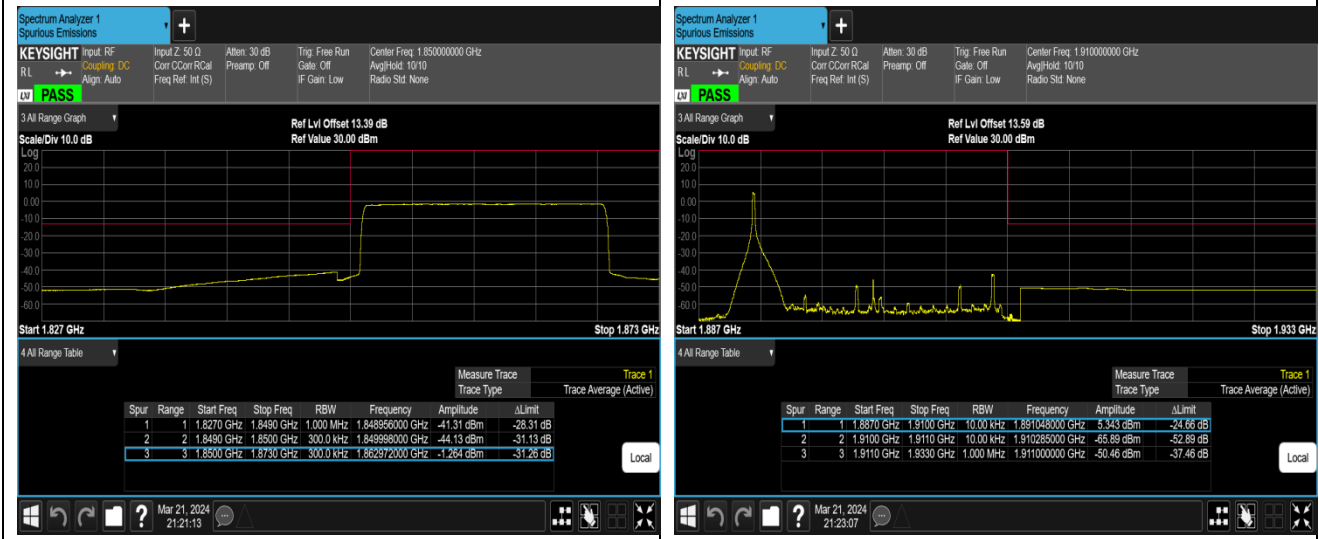 Spectrum Analyzer 1
Spurious Emissions
+
KEYSIGHT Input: RF Input Z: 50 Ω Atten: 30 dB Trig: Free Run Center Freq: 1.850000000 GHz
RL Coupling: DC Corr CCorr RCal Preamp: Off Gate: Off Avg|Hold: 10/10
Align: Auto Freq Ref: Int (S) IF Gain: Low Radio Std: None
LXI PASS
3 All Range Graph
Ref Lvl Offset 13.39 dB
Scale/Div 10.0 dB Ref Value 30.00 dBm
Log
20.0
10.0
0.00
-10.0
-20.0
-30.0
-40.0
-50.0
-60.0
Start 1.827 GHz Stop 1.873 GHz
4 All Range Table
Measure Trace Trace 1
Trace Type Trace Average (Active)
Spur Range Start Freq Stop Freq RBW Frequency Amplitude ΔLimit
1 1 1.8270 GHz 1.8490 GHz 1.000 MHz 1.848956000 GHz -41.31 dBm -28.31 dB
2 2 1.8490 GHz 1.8500 GHz 300.0 kHz 1.849998000 GHz -44.13 dBm -31.13 dB
3 3 1.8500 GHz 1.8730 GHz 300.0 kHz 1.862972000 GHz -1.264 dBm -31.26 dB
Local
? Mar 21, 2024
21:21:13
Spectrum Analyzer 1
Spurious Emissions
+
KEYSIGHT Input: RF Input Z: 50 Ω Atten: 30 dB Trig: Free Run Center Freq: 1.910000000 GHz
RL Coupling: DC Corr CCorr RCal Preamp: Off Gate: Off Avg|Hold: 10/10
Align: Auto Freq Ref: Int (S) IF Gain: Low Radio Std: None
LXI PASS
3 All Range Graph
Ref Lvl Offset 13.59 dB
Scale/Div 10.0 dB Ref Value 30.00 dBm
Log
20.0
10.0
0.00
-10.0
-20.0
-30.0
-40.0
-50.0
-60.0
Start 1.887 GHz Stop 1.933 GHz
4 All Range Table
Measure Trace Trace 1
Trace Type Trace Average (Active)
Spur Range Start Freq Stop Freq RBW Frequency Amplitude ΔLimit
1 1 1.8870 GHz 1.9100 GHz 10.00 kHz 1.891048000 GHz 5.343 dBm -24.66 dB
2 2 1.9100 GHz 1.9110 GHz 10.00 kHz 1.910285000 GHz -65.89 dBm -52.89 dB
3 3 1.9110 GHz 1.9330 GHz 1.000 MHz 1.911000000 GHz -50.46 dBm -37.46 dB
Local
? Mar 21, 2024
21:23:07